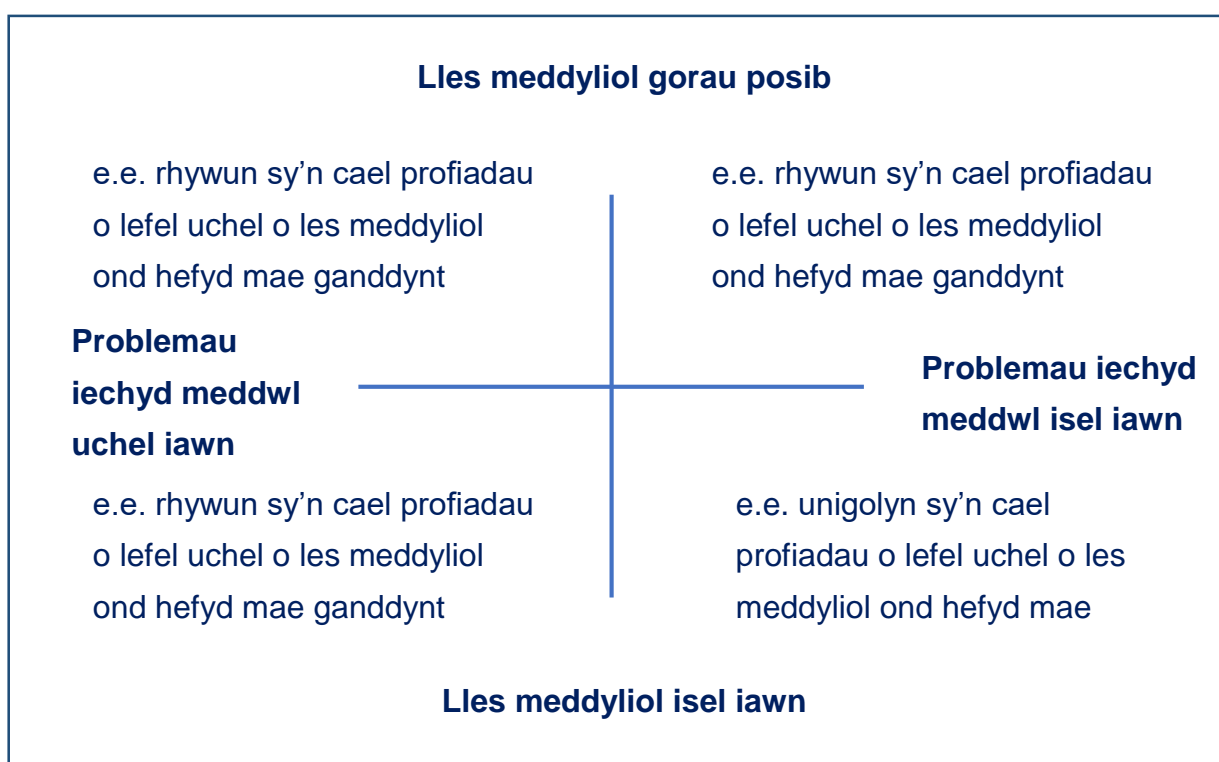 Lles meddyliol gorau posib
e.e. rhywun sy'n cael profiadau
o lefel uchel o les meddyliol
ond hefyd mae ganddynt
e.e. rhywun sy'n cael profiadau
o lefel uchel o les meddyliol
ond hefyd mae ganddynt
Problemau
iechyd meddwl
uchel iawn
Problemau iechyd
meddwl isel iawn
e.e. rhywun sy'n cael profiadau
o lefel uchel o les meddyliol
ond hefyd mae ganddynt
e.e. unigolyn sy'n cael
profiadau o lefel uchel o les
meddyliol ond hefyd mae
Lles meddyliol isel iawn